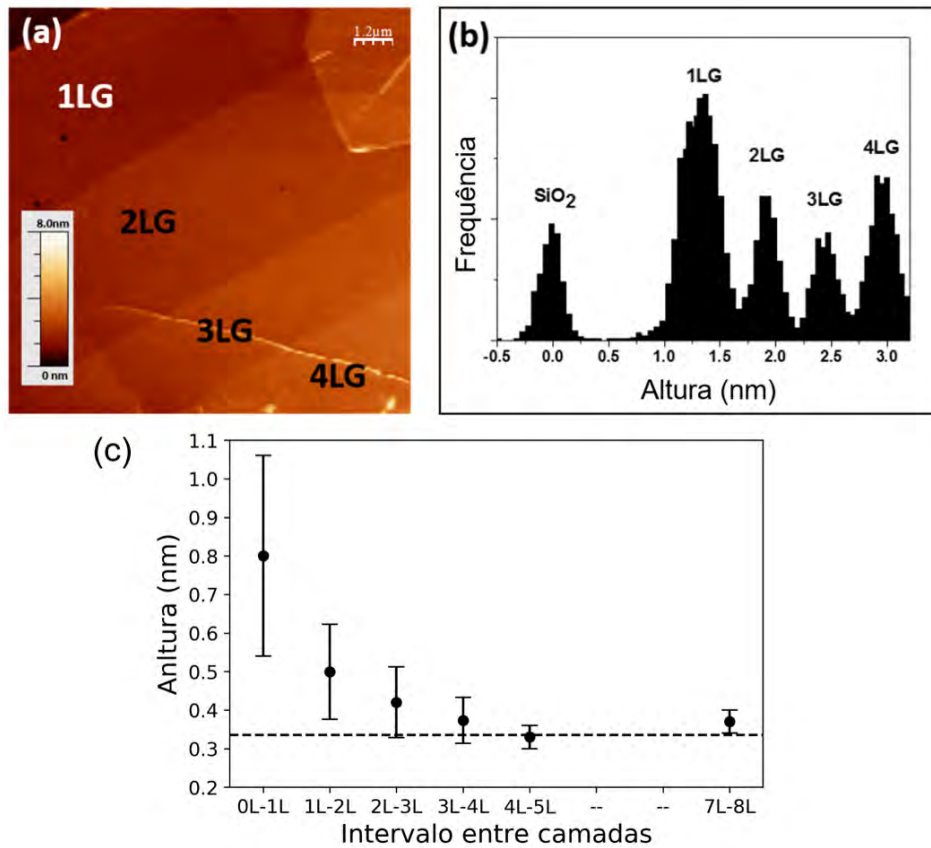 (a)
1.2µm
1LG
2LG
8.0nm
0 nm
3LG
4LG
(b)
Frequência
SiO2
1LG
2LG
3LG
4LG
-0.5 0.0 0.5 1.0 1.5 2.0 2.5 3.0
Altura (nm)
(c)
Anltura (nm)
1.1
1.0
0.9
0.8
0.7
0.6
0.5
0.4
0.3
0.2
0L-1L 1L-2L 2L-3L 3L-4L 4L-5L -- -- 7L-8L
Intervalo entre camadas